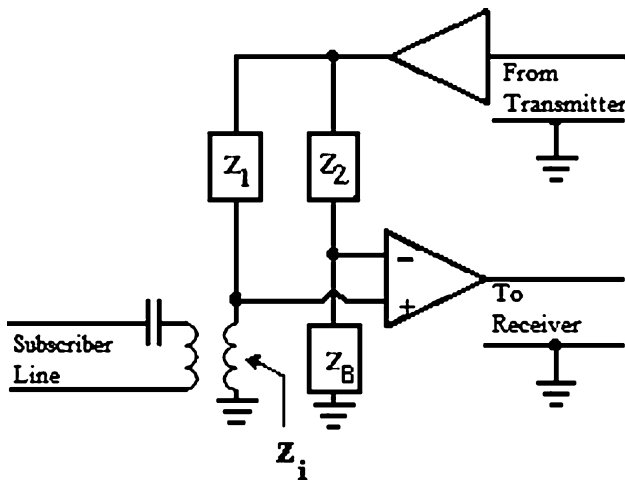 From
Transmitter
Z1
Z2
−
+
To
Receiver
Subscriber
Line
ZB
Zi